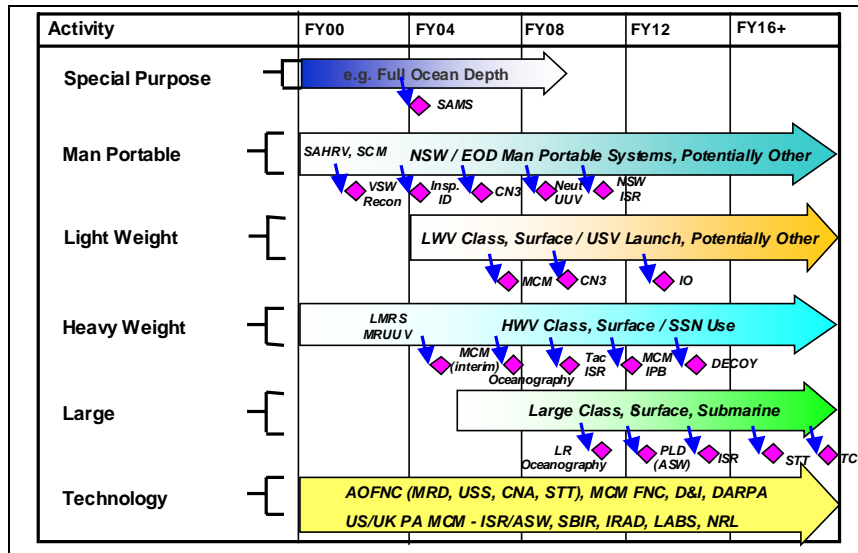 Activity FY00 FY04 FY08 FY12 FY16+
Special Purpose
e.g. Full Ocean Depth
SAMS
Man Portable
SAHRV, SCM NSW / EOD Man Portable Systems, Potentially Other
VSW Recon
Insp. ID
CN3
Neut UUV
NSW ISR
Light Weight
LWV Class, Surface / USV Launch, Potentially Other
MCM
CN3
IO
Heavy Weight
LMRS
MRUUV
HWV Class, Surface / SSN Use
MCM
(interim)
Oceanography
Tac
ISR
MCM
IPB
DECOY
Large
Large Class, Surface, Submarine
LR
Oceanography
PLD
(ASW)
ISR
STT
TC
Technology
AOFNC (MRD, USS, CNA, STT), MCM FNC, D&I, DARPA
US/UK PA MCM - ISR/ASW, SBIR, IRAD, LABS, NRL